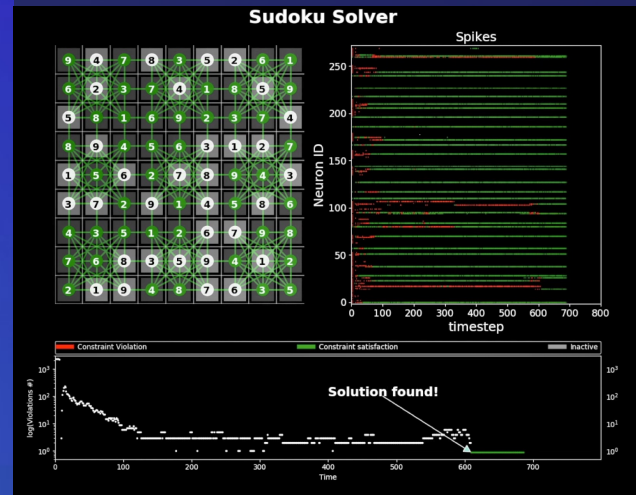 Sudoku Solver
9 4 7 8 3 5 2 6 1
6 2 3 7 4 1 8 5 9
5 8 1 6 9 2 3 7 4
8 9 4 5 6 3 1 2 7
1 5 6 2 7 8 9 4 3
3 7 2 9 1 4 5 8 6
4 3 5 1 2 6 7 9 8
7 6 8 3 5 9 4 1 2
2 1 9 4 8 7 6 3 5
Spikes
Neuron ID
250
200
150
100
50
0
0 100 200 300 400 500 600 700 800
timestep
Constraint Violation Constraint satisfaction Inactive
log(Violations #)
10³ 10³
10² 10²
10¹ 10¹
10⁰ 10⁰
Solution found!
0 100 200 300 400 500 600 700
Time